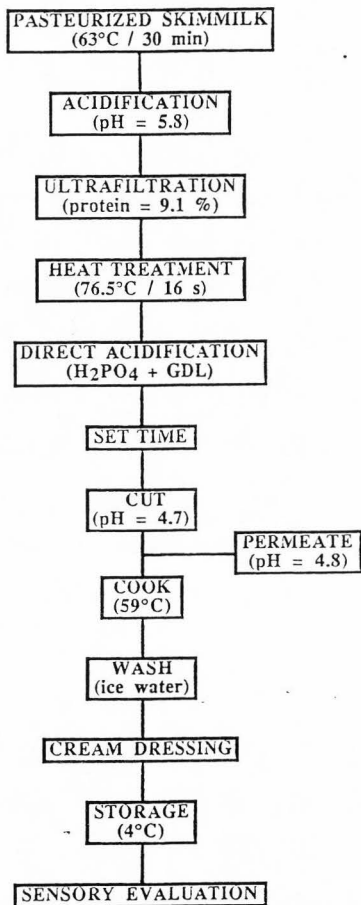 PASTEURIZED SKIMMILK
(63°C / 30 min)
ACIDIFICATION
(pH = 5.8)
ULTRAFILTRATION
(protein = 9.1 %)
HEAT TREATMENT
(76.5°C / 16 s)
DIRECT ACIDIFICATION
(H₂PO₄ + GDL)
SET TIME
CUT
(pH = 4.7)
PERMEATE
(pH = 4.8)
COOK
(59°C)
WASH
(ice water)
CREAM DRESSING
STORAGE
(4°C)
SENSORY EVALUATION